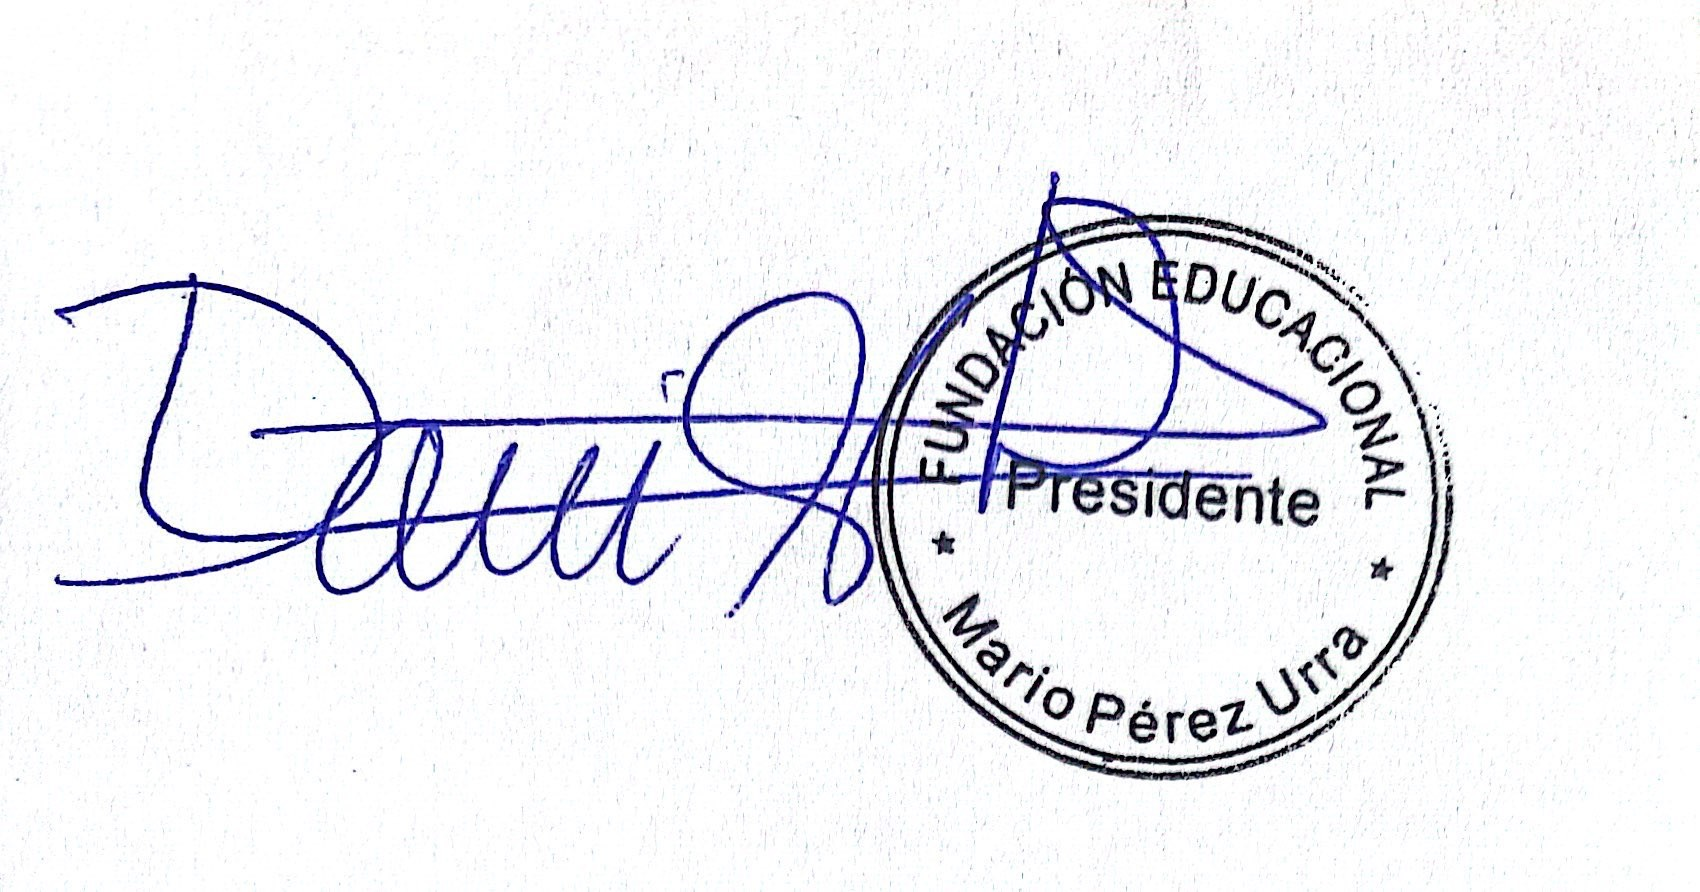 FUNDACIÓN EDUCACIONAL
Presidente
★ Mario Pérez Urra ★